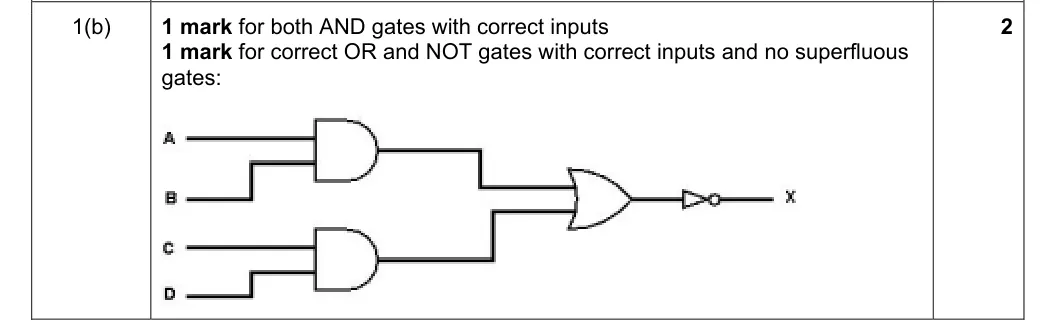 1(b)
1 mark for both AND gates with correct inputs
2
1 mark for correct OR and NOT gates with correct inputs and no superfluous
gates:
A
B
X
C
D